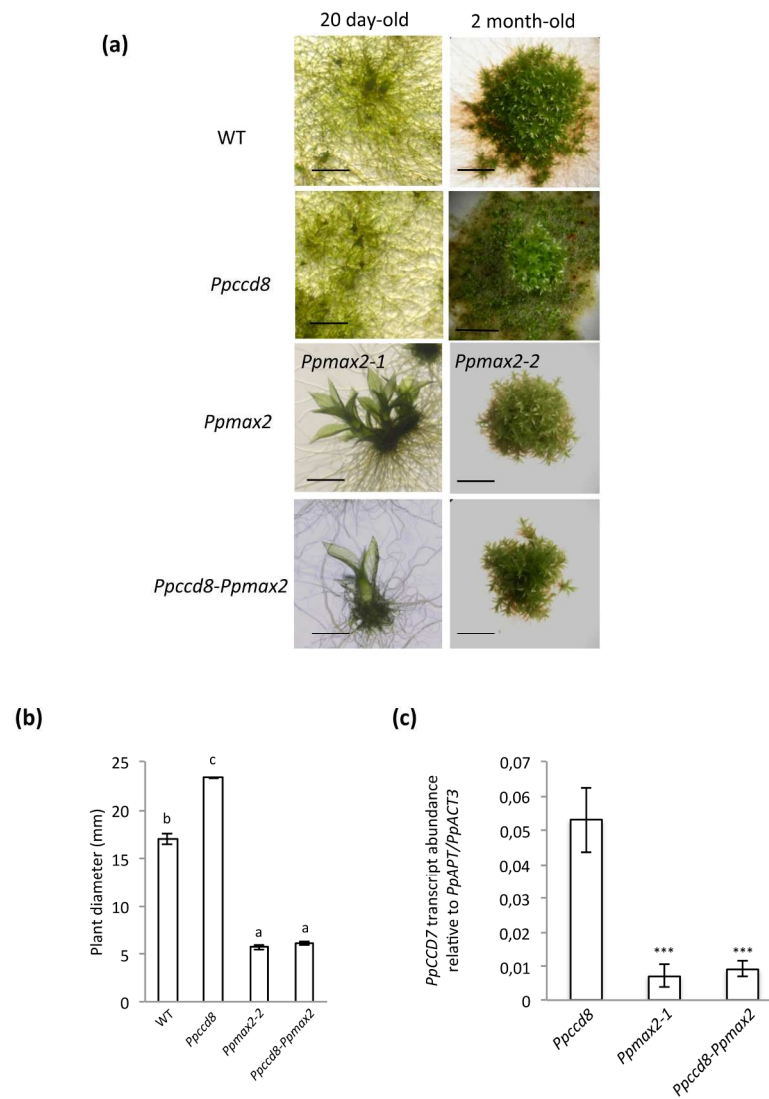 20 day-old 2 month-old
(a)
WT
Ppccd8
Ppmax2-1 Ppmax2-2
Ppmax2
Ppccd8-Ppmax2
(b)
Plant diameter (mm)
25
20
15
10
5
0
b
c
a
a
WT
Ppccd8
Ppmax2-2
Ppccd8-Ppmax2
(c)
PpCCD7 transcript abundance
relative to PpAPT/PpACT3
0,07
0,06
0,05
0,04
0,03
0,02
0,01
0
***
***
Ppccd8
Ppmax2-1
Ppccd8-Ppmax2